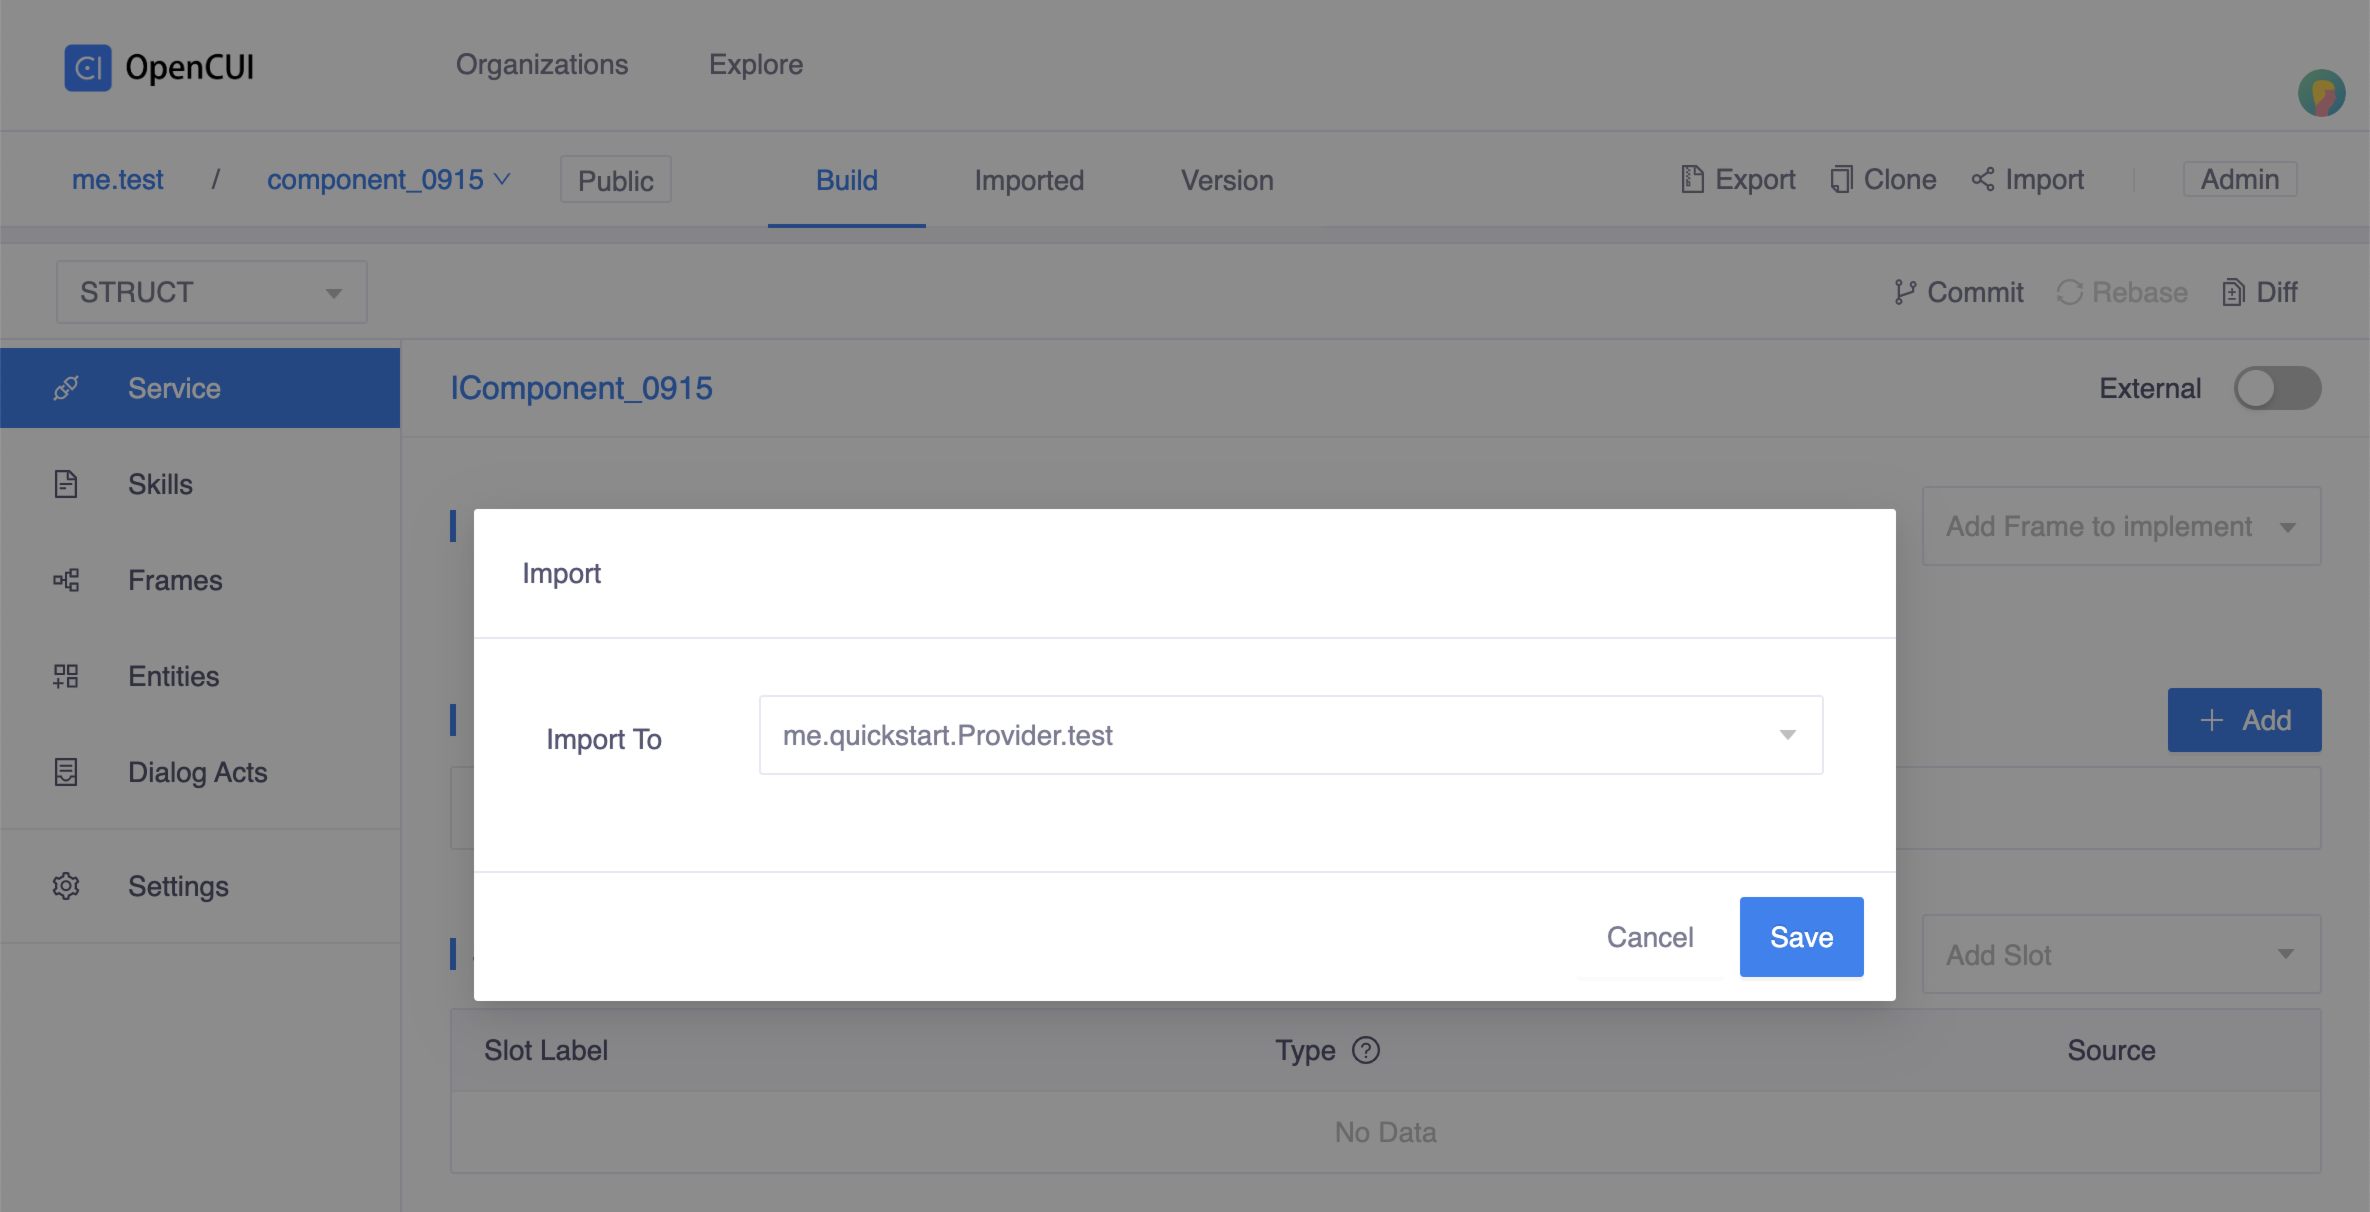 OpenCUI
Organizations
Explore
me.test / component_0915
Public
Build
Imported
Version
Export
Clone
Import
Admin
STRUCT
Commit
Rebase
Diff
Service
IComponent_0915
External
Skills
Add Frame to implement
Frames
Import
Entities
Import To
me.quickstart.Provider.test
+ Add
Dialog Acts
Settings
Cancel
Save
Add Slot
Slot Label
Type ?
Source
No Data